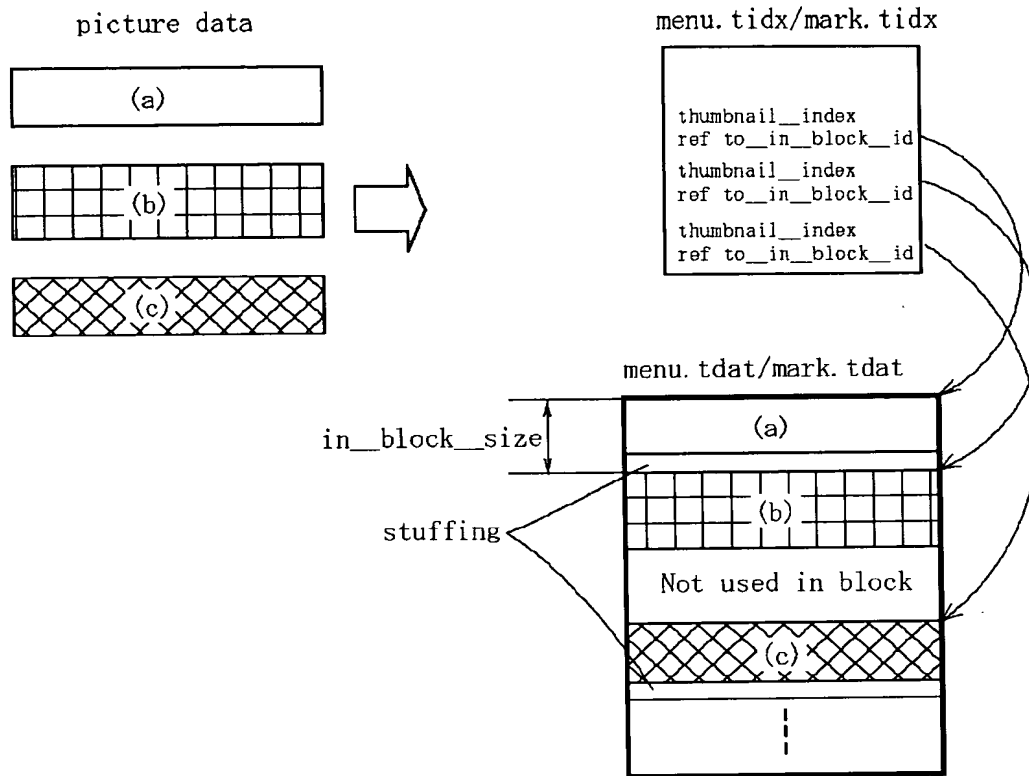 picture data
(a)
(b)
(c)
menu.tidx/mark.tidx
thumbnail__index
ref to__in__block__id
thumbnail__index
ref to__in__block__id
thumbnail__index
ref to__in__block__id
menu.tdat/mark.tdat
in__block__size
(a)
stuffing
(b)
Not used in block
(c)